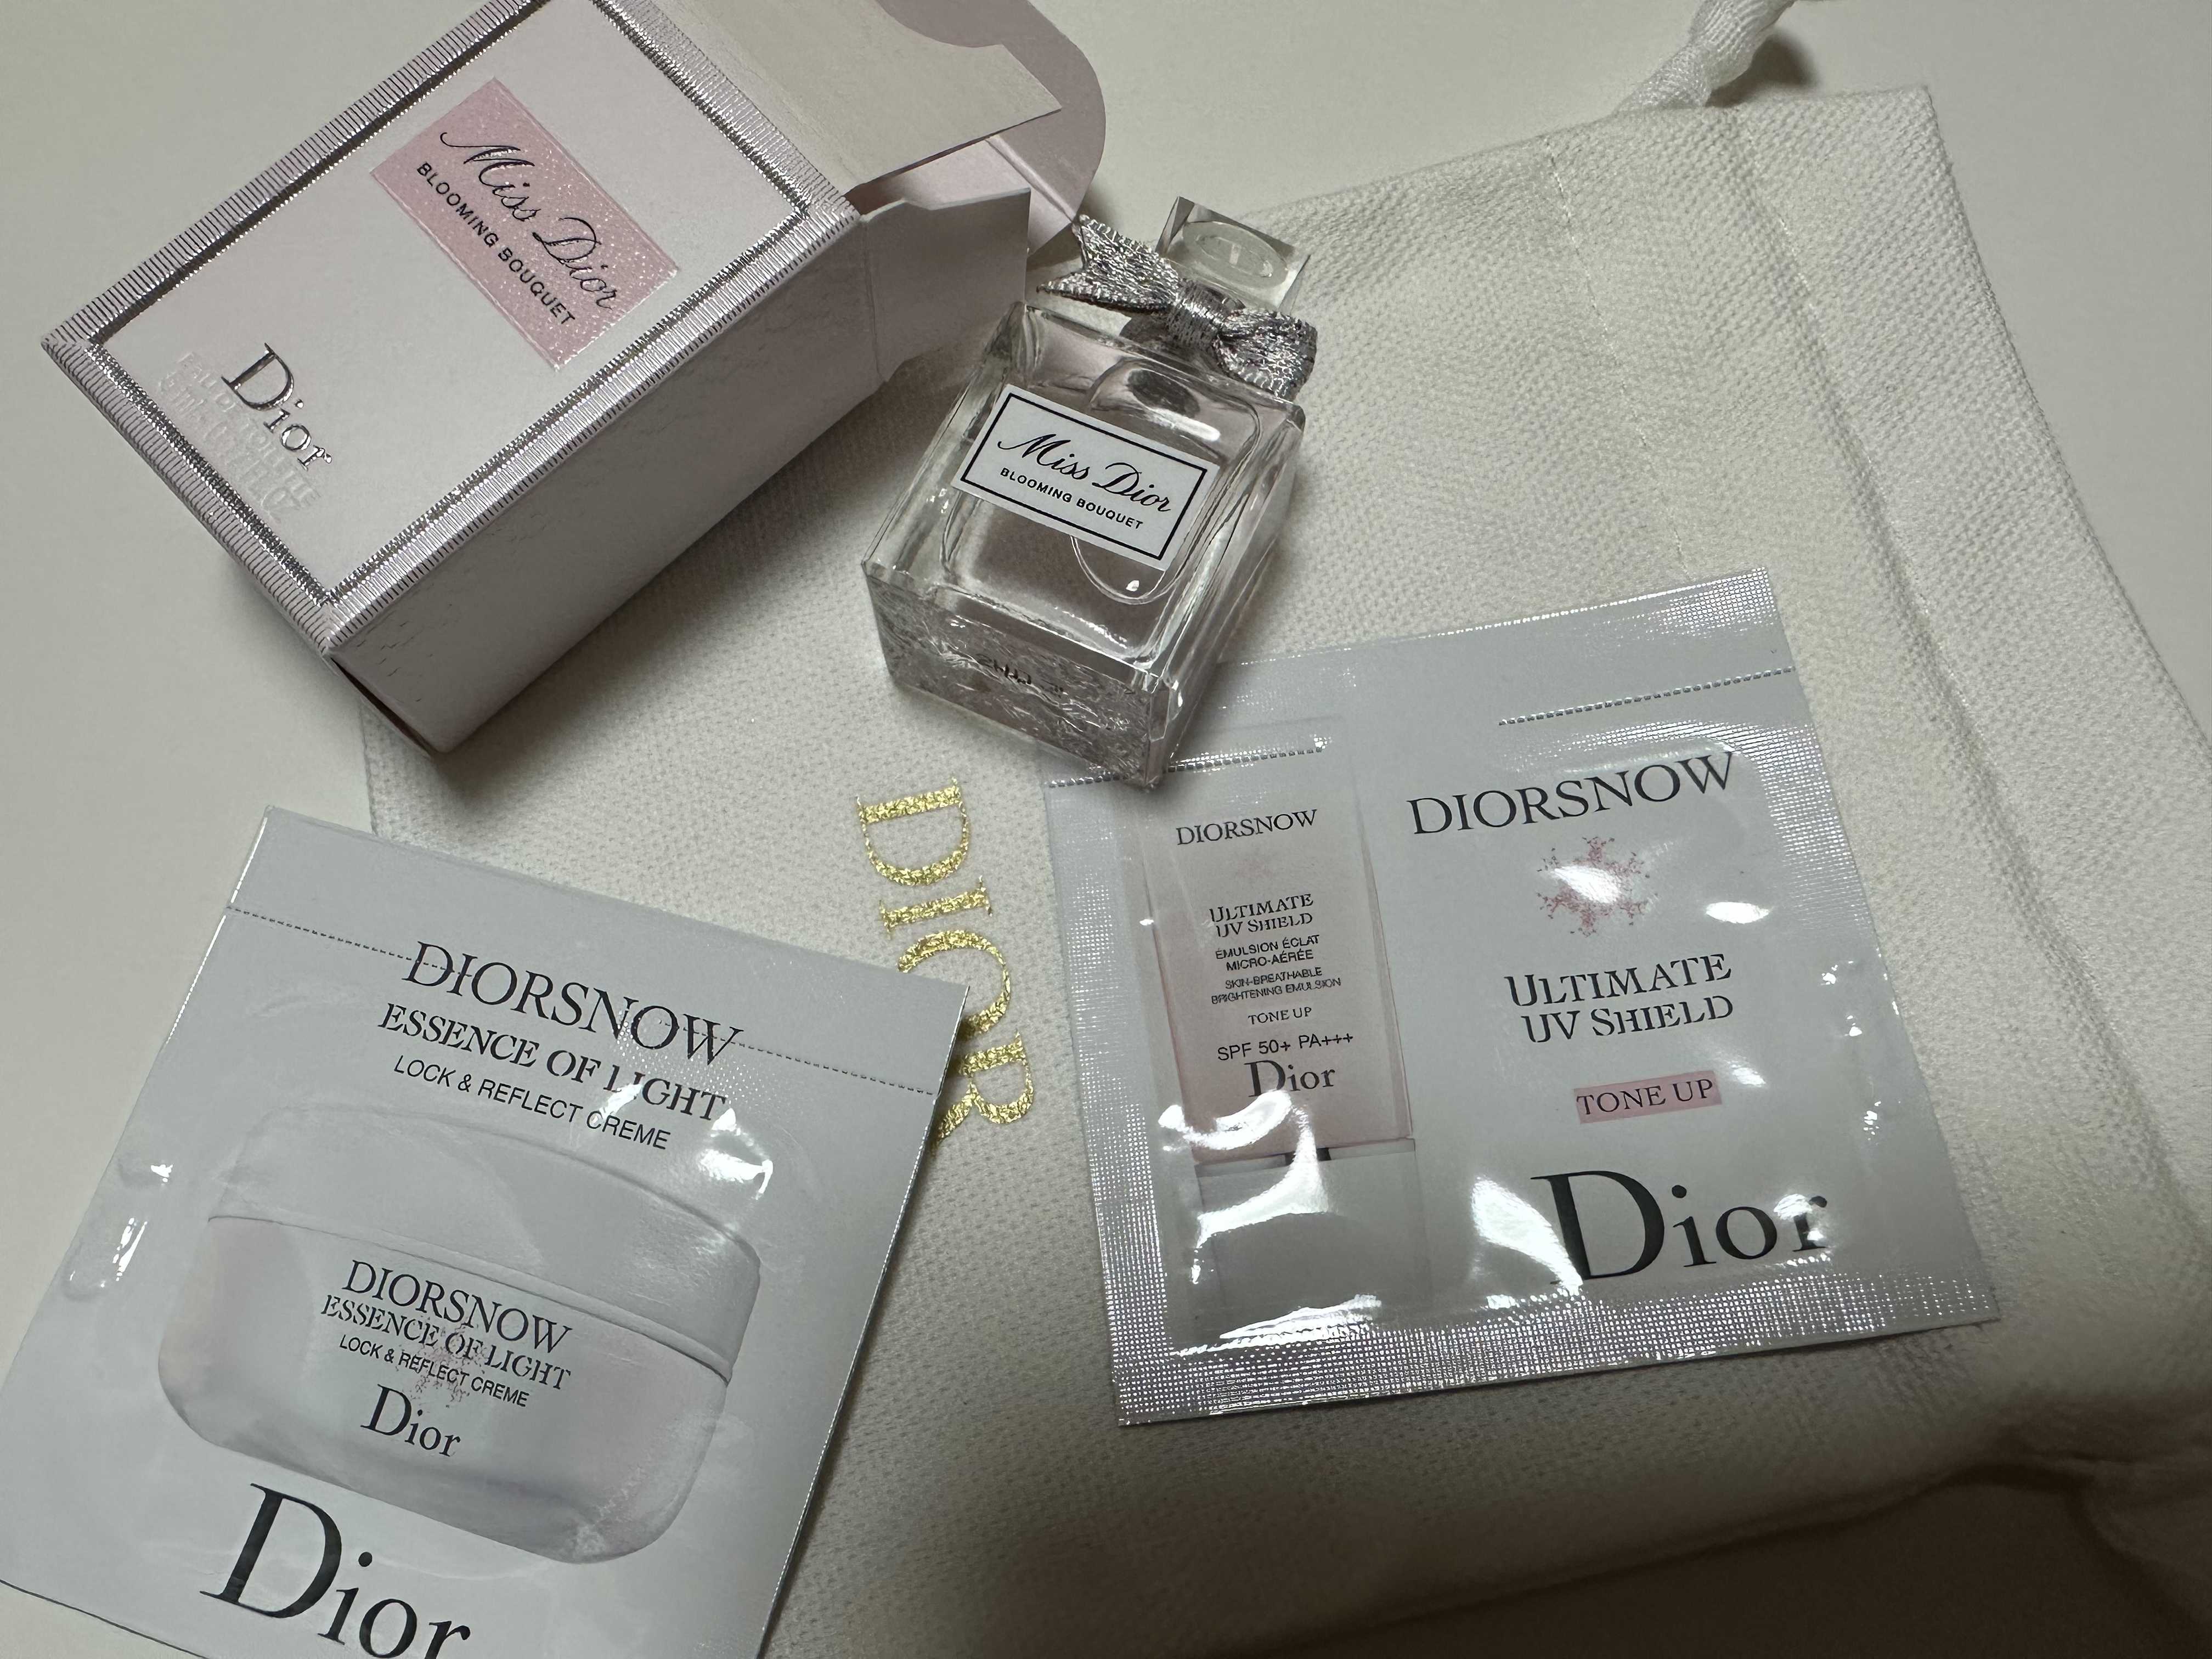 Miss Dior
BLOOMING BOUQUET
Dior
Miss Dior
BLOOMING BOUQUET
DIOR
DIORSNOW
ESSENCE OF LIGHT
LOCK & REFLECT CREME
DIORSNOW
ESSENCE OF LIGHT
LOCK & REFLECT CREME
Dior
Dior
DIORSNOW
ULTIMATE
UV SHIELD
ÉMULSION ÉCLAT
MICRO-AÉRÉE
SKIN-BREATHABLE
BRIGHTENING EMULSION
TONE UP
SPF 50+ PA+++
Dior
DIORSNOW
ULTIMATE
UV SHIELD
TONE UP
Dior